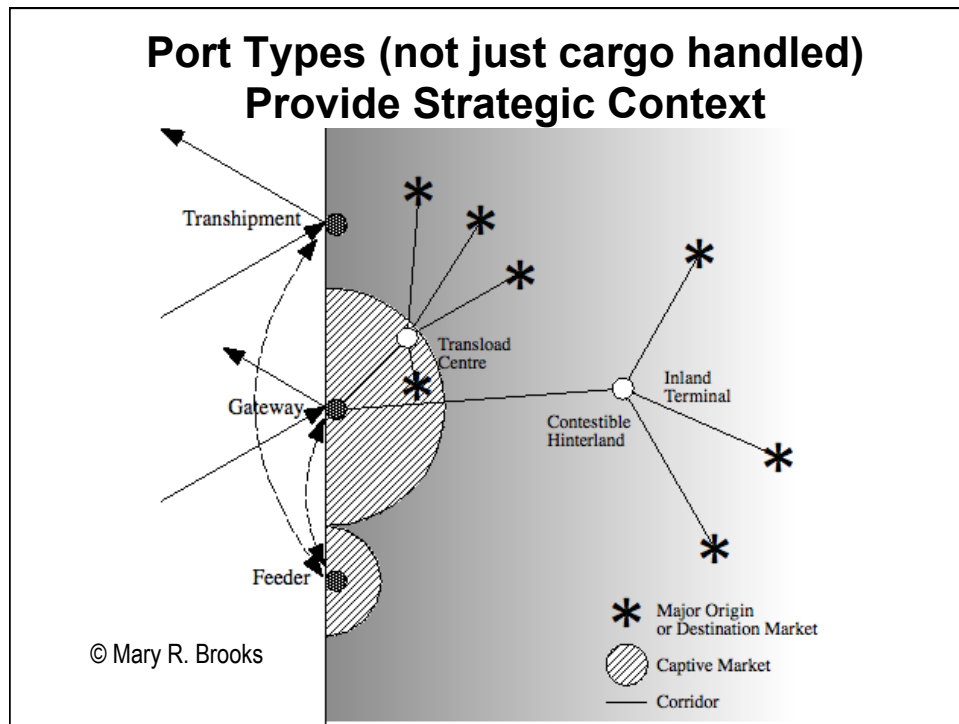 Port Types (not just cargo handled)
Provide Strategic Context
Transhipment
Transload
Centre
Gateway
Inland
Terminal
Contestible
Hinterland
Feeder
Major Origin
or Destination Market
© Mary R. Brooks
Captive Market
Corridor